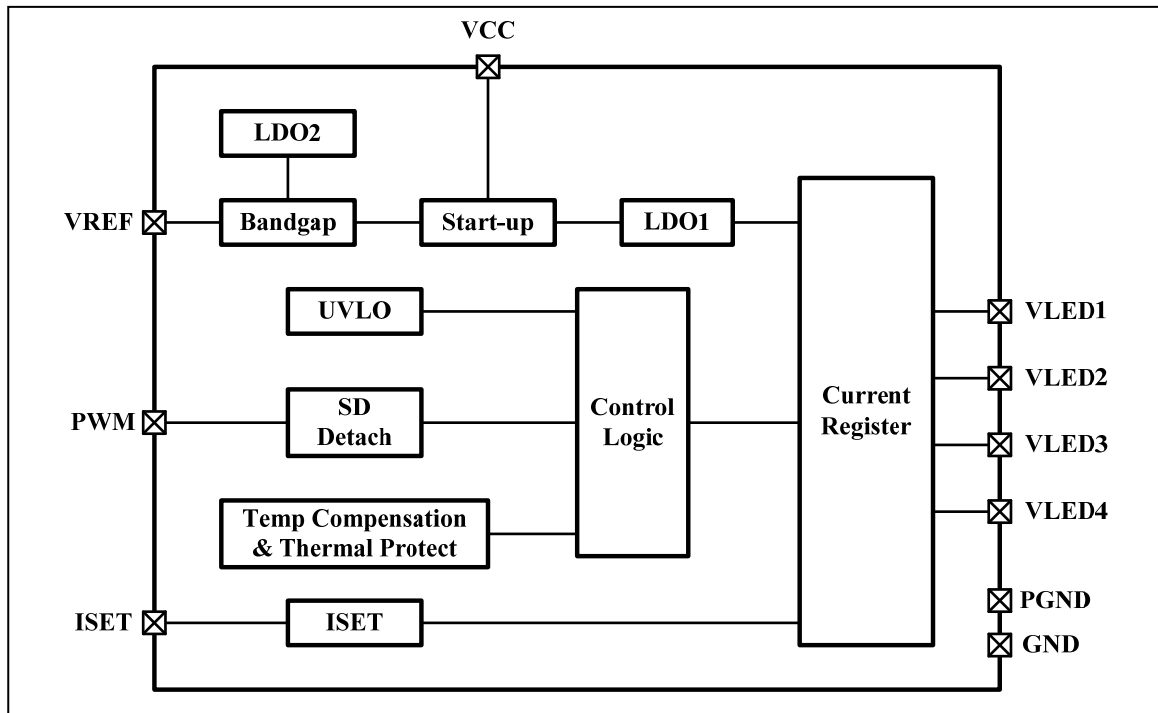 VCC
LDO2
VREF
Bandgap
Start-up
LDO1
UVLO
VLED1
VLED2
PWM
SD
Detach
Control
Logic
Current
Register
VLED3
VLED4
Temp Compensation
& Thermal Protect
PGND
ISET
ISET
GND